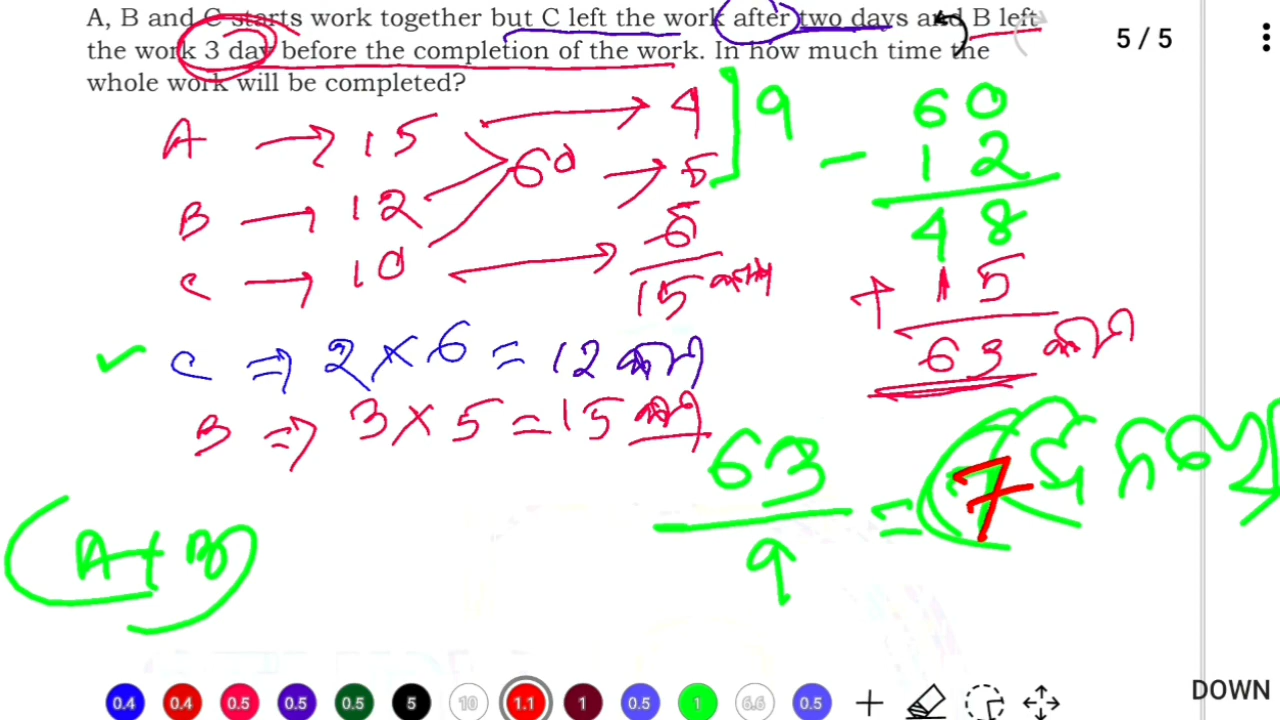 A, B and C starts work together but C left the work after two days and B left
the work 3 day before the completion of the work. In how much time the
whole work will be completed?
5 / 5
A → 15 → 4
B → 12 60 → 5 ] 9
C → 10 → 6
15
C ⇒ 2 × 6 = 12
B ⇒ 3 × 5 = 15
60
− 12
48
+ 15
63
63
9
= 7
(A+B)
0.4 0.4 0.5 0.5 0.5 5 10 1.1 1 0.5 1 6.6 0.5
DOWN